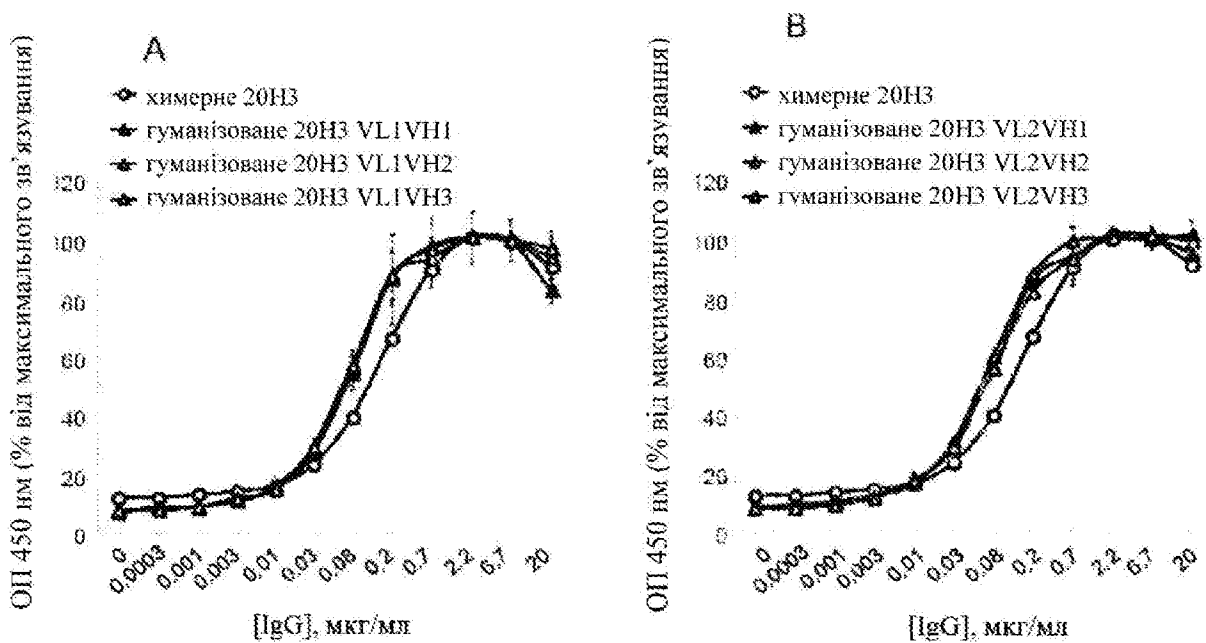 A
химерне 20H3
гуманізоване 20H3 VL1VH1
гуманізоване 20H3 VL1VH2
гуманізоване 20H3 VL1VH3
ОП 450 нм (% від максимального зв`язування)
120
100
80
60
40
20
0
0
0,0003
0,001
0,003
0,01
0,03
0,08
0,2
0,7
2,2
6,7
20
[IgG], мкг/мл
B
химерне 20H3
гуманізоване 20H3 VL2VH1
гуманізоване 20H3 VL2VH2
гуманізоване 20H3 VL2VH3
ОП 450 нм (% від максимального зв`язування)
120
100
80
60
40
20
0
0
0,0003
0,001
0,003
0,01
0,03
0,08
0,2
0,7
2,2
6,7
20
[IgG], мкг/мл